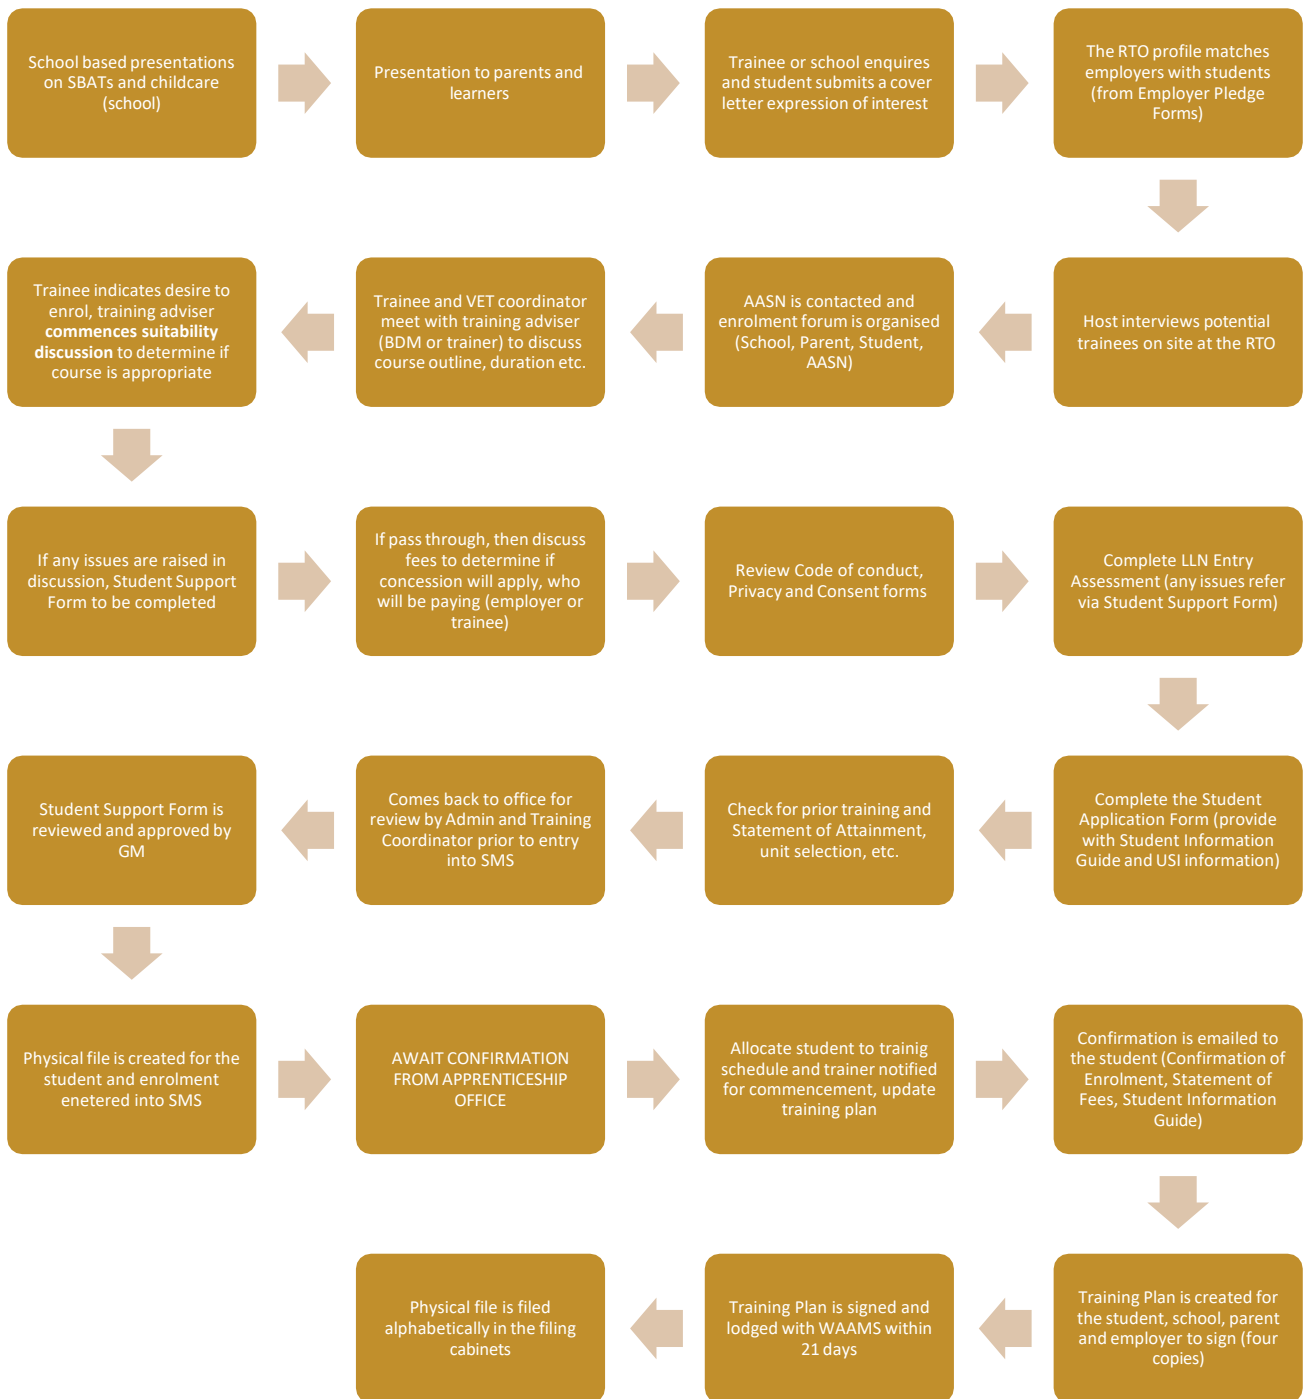 School based presentations
on SBATs and childcare
(school)
Presentation to parents and
learners
Trainee or school enquires
and student submits a cover
letter expression of interest
The RTO profile matches
employers with students
(from Employer Pledge
Forms)
Host interviews potential
trainees on site at the RTO
AASN is contacted and
enrolment forum is organised
(School, Parent, Student,
AASN)
Trainee and VET coordinator
meet with training adviser
(BDM or trainer) to discuss
course outline, duration etc.
Trainee indicates desire to
enrol, training adviser
commences suitability
discussion to determine if
course is appropriate
If any issues are raised in
discussion, Student Support
Form to be completed
If pass through, then discuss
fees to determine if
concession will apply, who
will be paying (employer or
trainee)
Review Code of conduct,
Privacy and Consent forms
Complete LLN Entry
Assessment (any issues refer
via Student Support Form)
Complete the Student
Application Form (provide
with Student Information
Guide and USI information)
Check for prior training and
Statement of Attainment,
unit selection, etc.
Comes back to office for
review by Admin and Training
Coordinator prior to entry
into SMS
Student Support Form is
reviewed and approved by
GM
Physical file is created for the
student and enrolment
enetered into SMS
AWAIT CONFIRMATION
FROM APPRENTICESHIP
OFFICE
Allocate student to trainig
schedule and trainer notified
for commencement, update
training plan
Confirmation is emailed to
the student (Confirmation of
Enrolment, Statement of
Fees, Student Information
Guide)
Training Plan is created for
the student, school, parent
and employer to sign (four
copies)
Training Plan is signed and
lodged with WAAMS within
21 days
Physical file is filed
alphabetically in the filing
cabinets